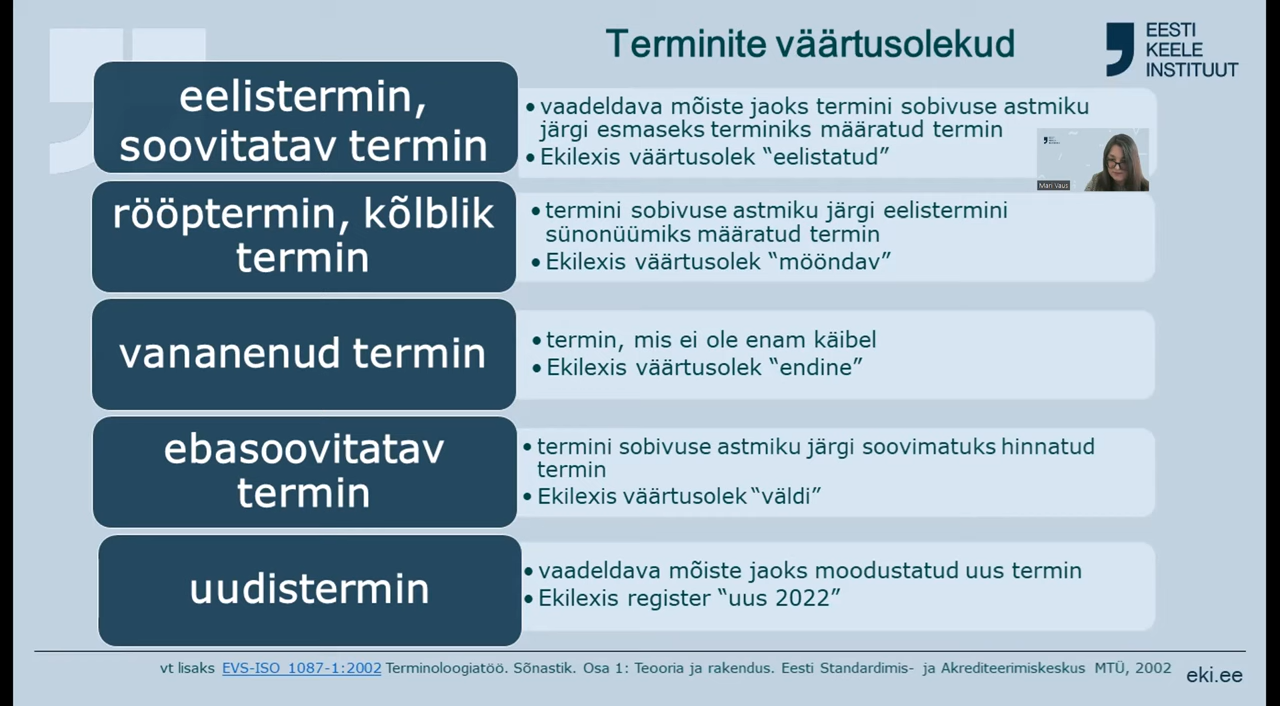 Terminite väärtusolekud
EESTI
KEELE
INSTITUUT
eelistermin,
soovitatav termin
• vaadeldava mõiste jaoks termini sobivuse astmiku
järgi esmaseks terminiks määratud termin
• Ekilexis väärtusolek “eelistatud”
Mari Vaus
rööptermin, kõlblik
termin
• termini sobivuse astmiku järgi eelistermini
sünonüümiks määratud termin
• Ekilexis väärtusolek “mööndav”
vananenud termin
• termin, mis ei ole enam käibel
• Ekilexis väärtusolek “endine”
ebasoovitatav
termin
• termini sobivuse astmiku järgi soovimatuks hinnatud
termin
• Ekilexis väärtusolek “väldi”
uudistermin
• vaadeldava mõiste jaoks moodustatud uus termin
• Ekilexis register “uus 2022”
vt lisaks EVS-ISO 1087-1:2002 Terminoloogiatöö. Sõnastik. Osa 1: Teooria ja rakendus. Eesti Standardimis- ja Akrediteerimiskeskus MTÜ, 2002
eki.ee